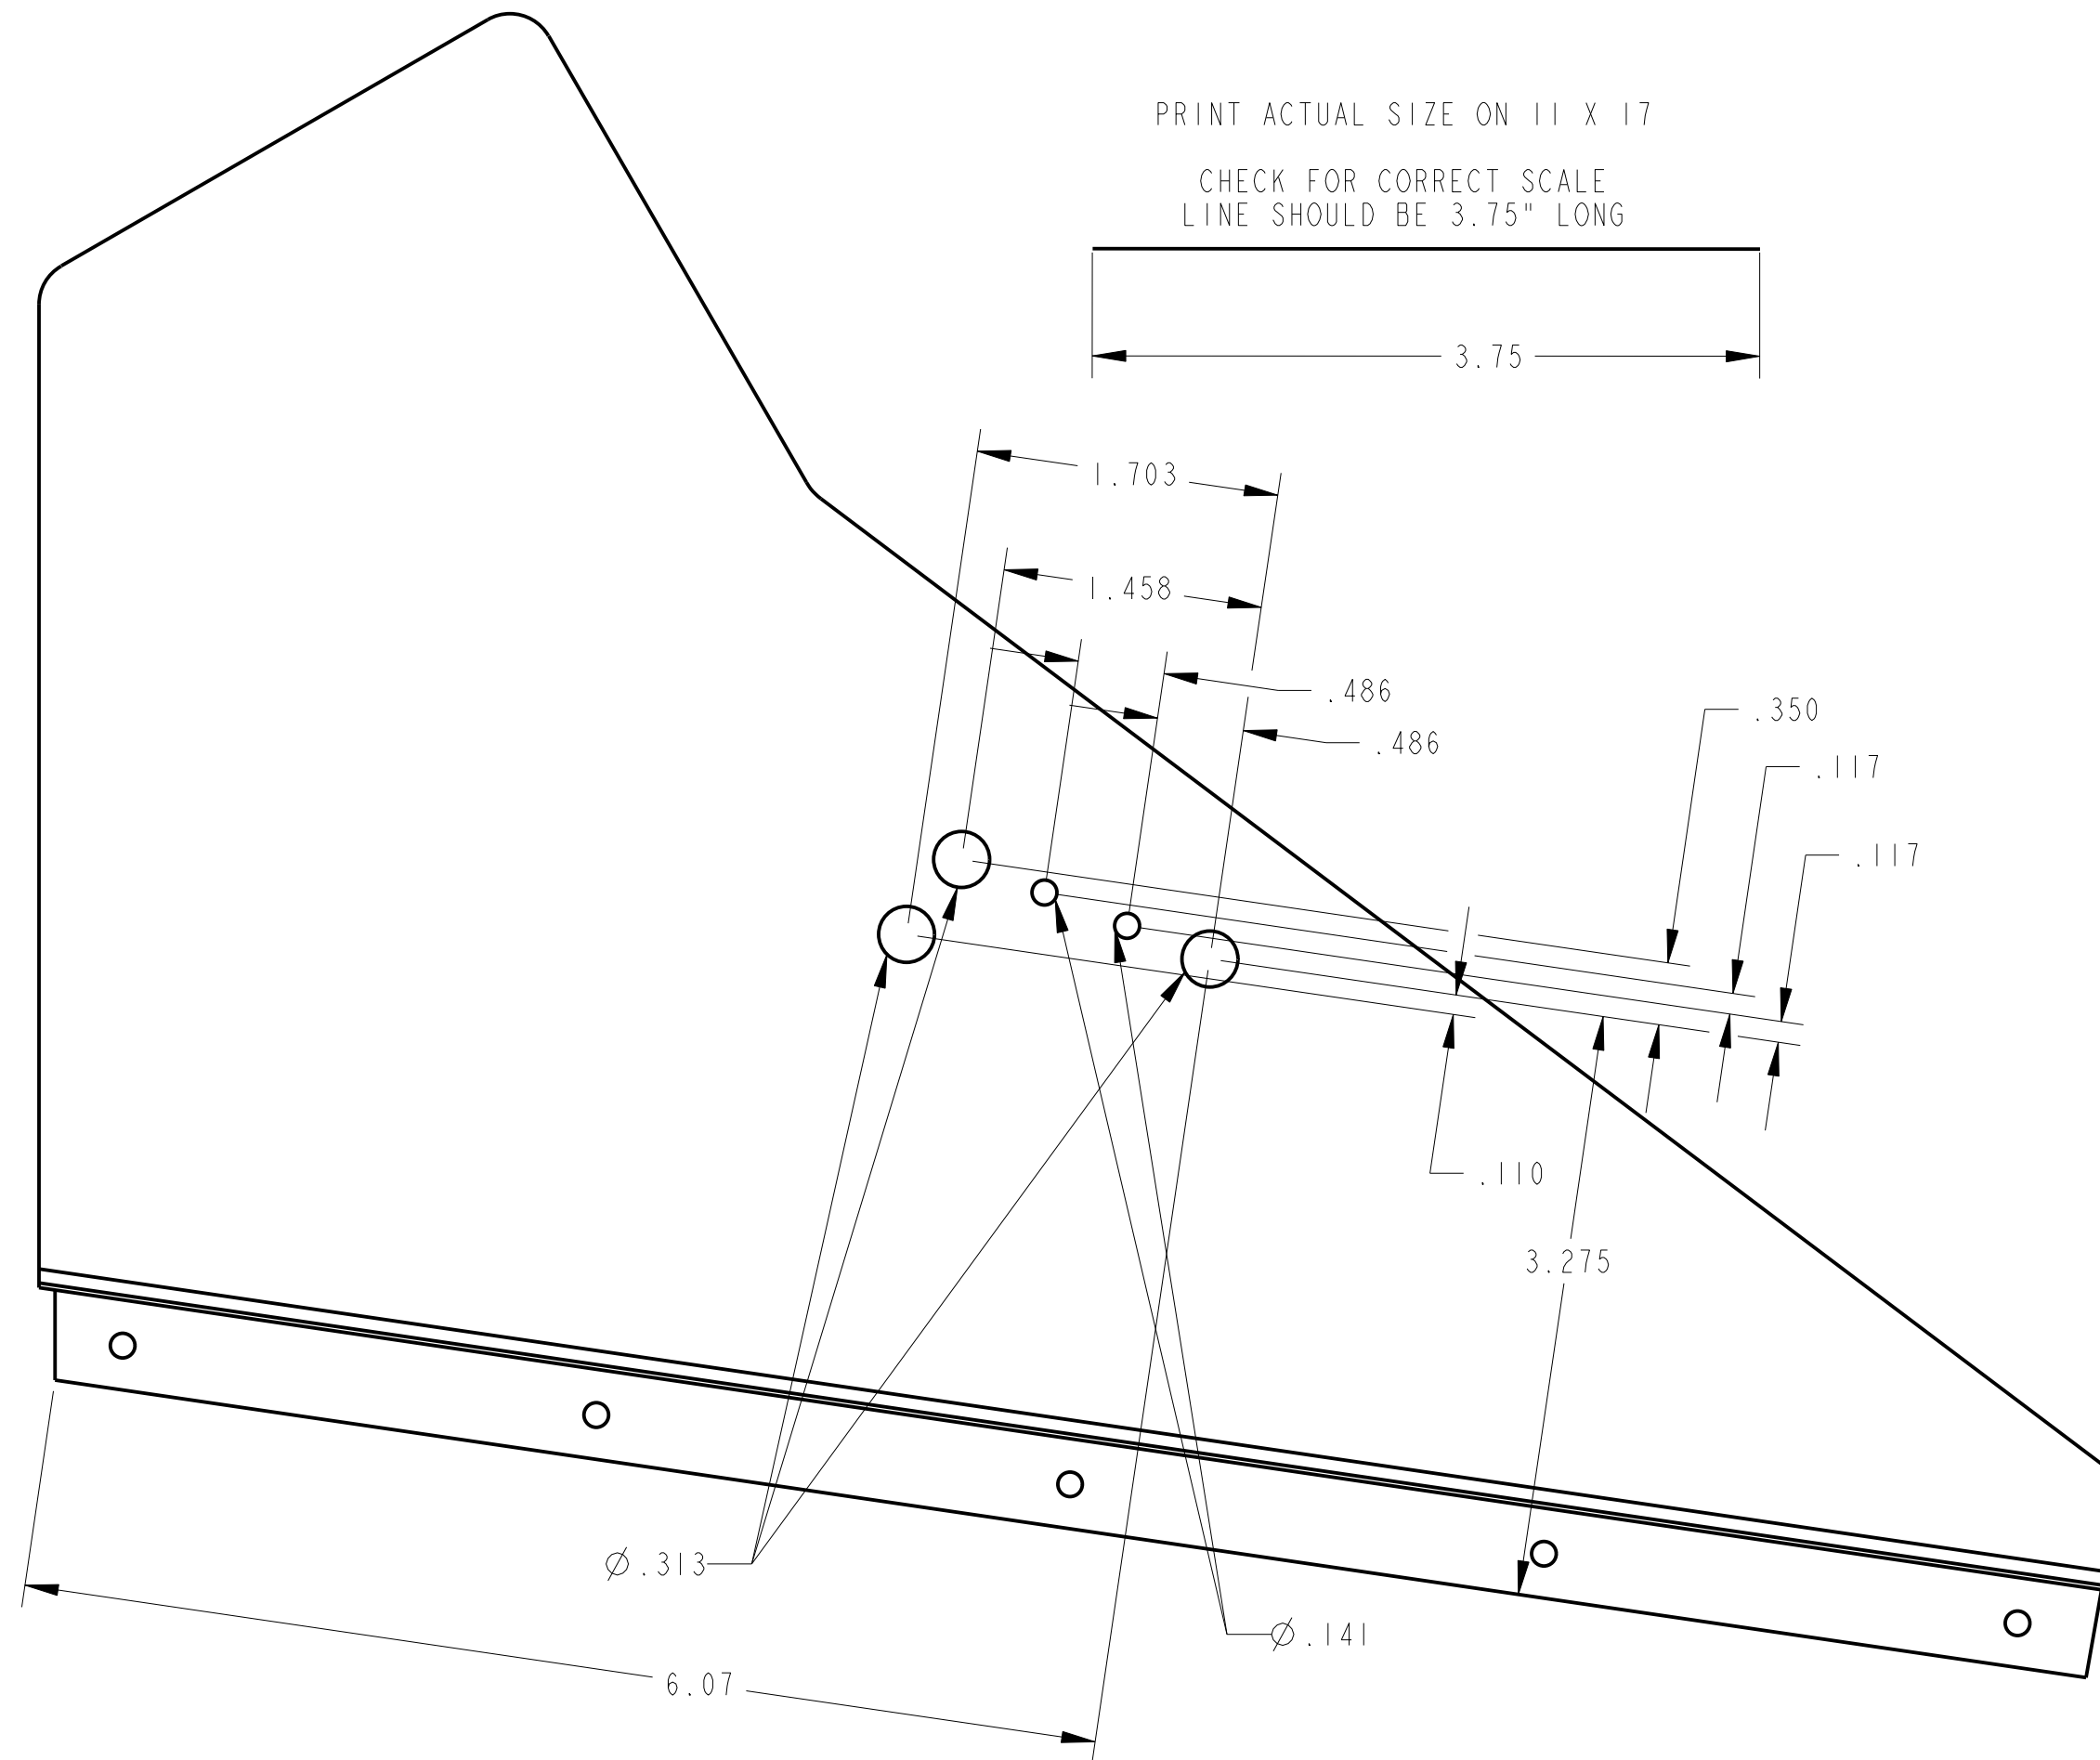 PRINT ACTUAL SIZE ON 11 X 17
CHECK FOR CORRECT SCALE
LINE SHOULD BE 3.75" LONG
3.75
1.703
1.458
.486
.486
.350
.117
.117
.110
3.275
Ø.313
Ø.141
6.07